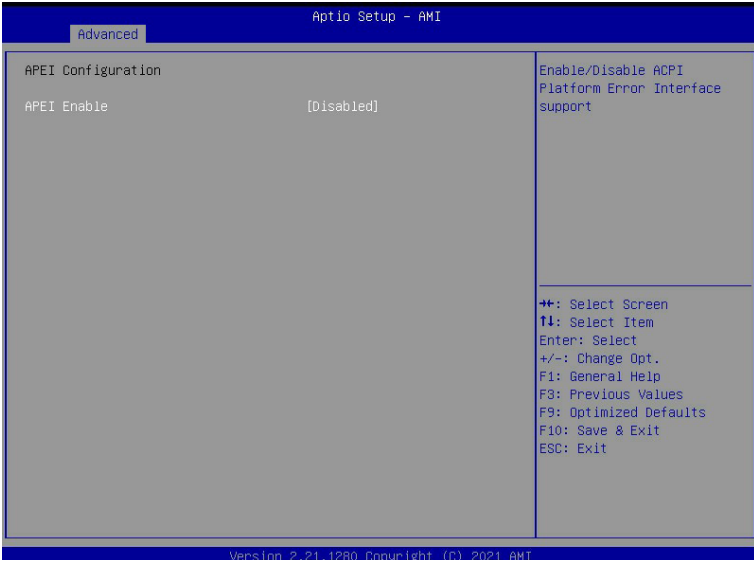 Aptio Setup – AMI
Advanced
APEI Configuration
APEI Enable [Disabled]
Enable/Disable ACPI
Platform Error Interface
support
→←: Select Screen
↑↓: Select Item
Enter: Select
+/-: Change Opt.
F1: General Help
F3: Previous Values
F9: Optimized Defaults
F10: Save & Exit
ESC: Exit
Version 2.21.1280 Copyright (C) 2021 AMI